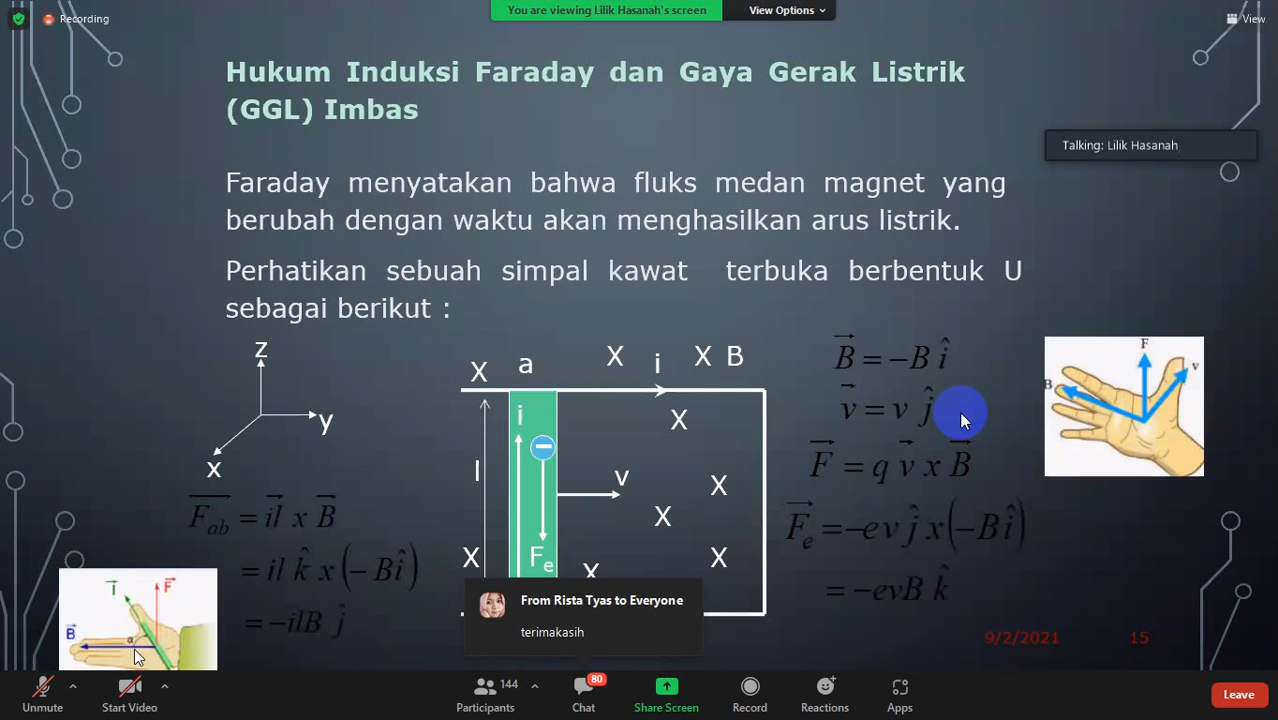 Recording
You are viewing Lilik Hasanah's screen
View Options
View
Hukum Induksi Faraday dan Gaya Gerak Listrik
(GGL) Imbas
Talking: Lilik Hasanah
Faraday menyatakan bahwa fluks medan magnet yang
berubah dengan waktu akan menghasilkan arus listrik.
Perhatikan sebuah simpal kawat terbuka berbentuk U
sebagai berikut :
z
y
x
X a X i X B
i X
l v X
X
X Fe X X
B⃗ = −B î
v⃗ = v ĵ
F⃗ = q v⃗ x B⃗
F⃗e = −ev ĵ x (−B î)
= −evB k̂
F
B v
F⃗ab = il⃗ x B⃗
= il k̂ x (−B î)
= −ilB ĵ
I⃗ F⃗
B⃗ α
From Rista Tyas to Everyone
terimakasih
9/2/2021 15
Unmute
Start Video
144
Participants
80
Chat
Share Screen
Record
Reactions
Apps
Leave